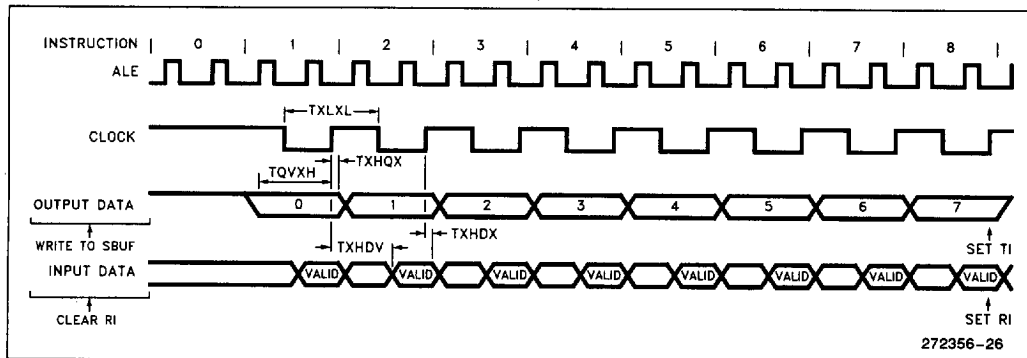 INSTRUCTION | 0 | 1 | 2 | 3 | 4 | 5 | 6 | 7 | 8 |
ALE
TXLXL
CLOCK
TQVXH
TXHQX
OUTPUT DATA
0 1 2 3 4 5 6 7
WRITE TO SBUF
TXHDV
TXHDX
SET TI
INPUT DATA
VALID VALID VALID VALID VALID VALID VALID VALID
CLEAR RI
SET RI
272356-26